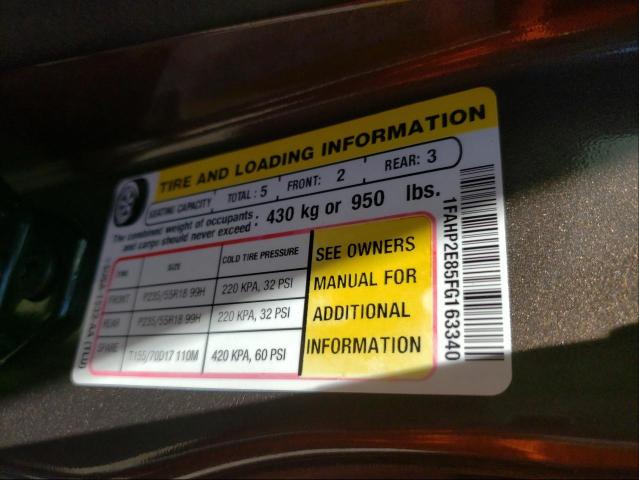 TIRE AND LOADING INFORMATION
SEATING CAPACITY TOTAL: 5 FRONT: 2 REAR: 3
The combined weight of occupants and cargo should never exceed: 430 kg or 950 lbs.
TIRE SIZE COLD TIRE PRESSURE
FRONT P235/55R18 99H 220 KPA, 32 PSI
REAR P235/55R18 99H 220 KPA, 32 PSI
SPARE T155/70D17 110M 420 KPA, 60 PSI
SEE OWNERS
MANUAL FOR
ADDITIONAL
INFORMATION
1FAHP2E85FG163340